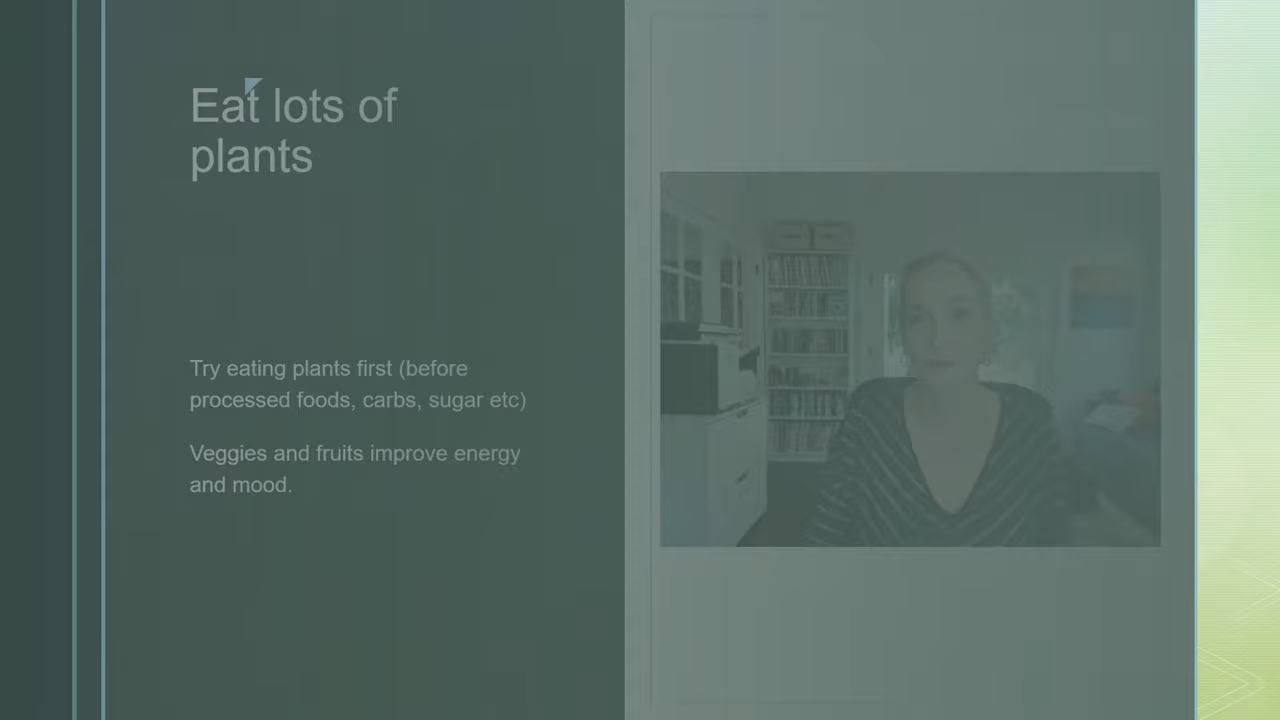 Eat lots of
plants
Try eating plants first (before
processed foods, carbs, sugar etc)
Veggies and fruits improve energy
and mood.